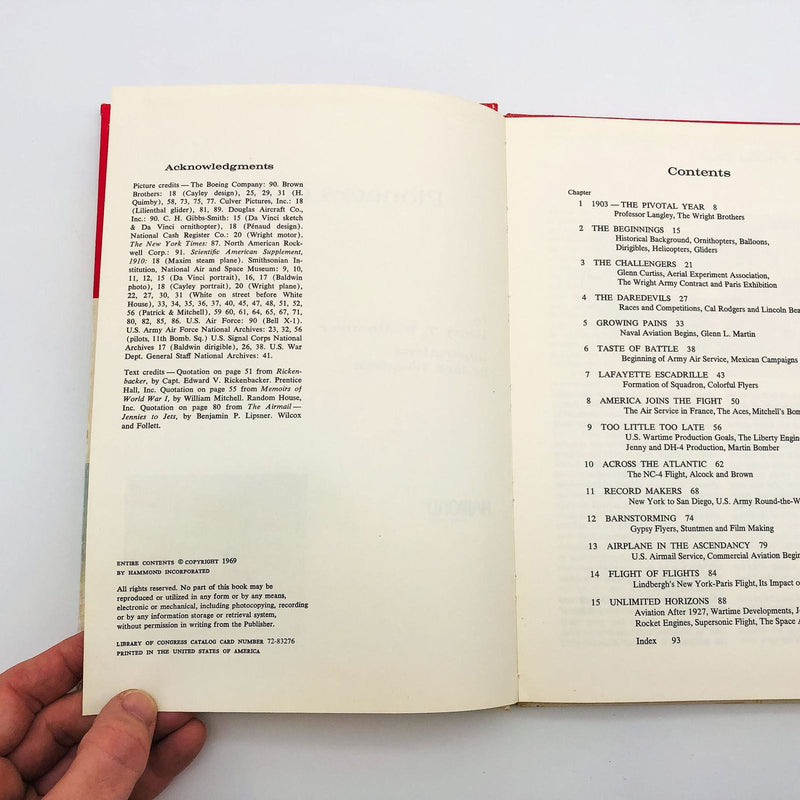 Acknowledgments
Picture credits — The Boeing Company: 90. Brown
Brothers: 18 (Cayley design), 25, 29, 31 (H.
Quimby), 58, 73, 75, 77. Culver Pictures, Inc.: 18
(Lilienthal glider), 81, 89. Douglas Aircraft Co.,
Inc.: 90. C. H. Gibbs-Smith: 15 (Da Vinci sketch
& Da Vinci ornithopter), 18 (Pénaud design).
National Cash Register Co.: 20 (Wright motor).
The New York Times: 87. North American Rock-
well Corp.: 91. Scientific American Supplement,
1910: 18 (Maxim steam plane). Smithsonian In-
stitution, National Air and Space Museum: 9, 10,
11, 12, 15 (Da Vinci portrait), 16, 17 (Baldwin
photo), 18 (Cayley portrait), 20 (Wright plane),
22, 27, 30, 31 (White on street before White
House), 33, 34, 35, 36, 37, 40, 45, 47, 48, 51, 52,
56 (Patrick & Mitchell), 59 60, 61, 64, 65, 67, 71,
80, 82, 85, 86. U.S. Air Force: 90 (Bell X-1).
U.S. Army Air Force National Archives: 23, 32, 56
(pilots, 11th Bomb. Sq.) U.S. Signal Corps National
Archives 17 (Baldwin dirigible), 26, 38. U.S. War
Dept. General Staff National Archives: 41.
Text credits — Quotation on page 51 from Ricken-
backer, by Capt. Edward V. Rickenbacker. Prentice
Hall, Inc. Quotation on page 55 from Memoirs of
World War I, by William Mitchell. Random House,
Inc. Quotation on page 80 from The Airmail—
Jennies to Jets, by Benjamin P. Lipsner. Wilcox
and Follett.
ENTIRE CONTENTS © COPYRIGHT 1969
BY HAMMOND INCORPORATED
All rights reserved. No part of this book may be
reproduced or utilized in any form or by any means,
electronic or mechanical, including photocopying, recording
or by any information storage or retrieval system,
without permission in writing from the Publisher.
LIBRARY OF CONGRESS CATALOG CARD NUMBER 72-83276
PRINTED IN THE UNITED STATES OF AMERICA
Contents
Chapter
1 1903 — THE PIVOTAL YEAR 8
Professor Langley, The Wright Brothers
2 THE BEGINNINGS 15
Historical Background, Ornithopters, Balloons,
Dirigibles, Helicopters, Gliders
3 THE CHALLENGERS 21
Glenn Curtiss, Aerial Experiment Association,
The Wright Army Contract and Paris Exhibition
4 THE DAREDEVILS 27
Races and Competitions, Cal Rodgers and Lincoln Bea
5 GROWING PAINS 33
Naval Aviation Begins, Glenn L. Martin
6 TASTE OF BATTLE 38
Beginning of Army Air Service, Mexican Campaigns
7 LAFAYETTE ESCADRILLE 43
Formation of Squadron, Colorful Flyers
8 AMERICA JOINS THE FIGHT 50
The Air Service in France, The Aces, Mitchell's Bom
9 TOO LITTLE TOO LATE 56
U.S. Wartime Production Goals, The Liberty Engin
Jenny and DH-4 Production, Martin Bomber
10 ACROSS THE ATLANTIC 62
The NC-4 Flight, Alcock and Brown
11 RECORD MAKERS 68
New York to San Diego, U.S. Army Round-the-W
12 BARNSTORMING 74
Gypsy Flyers, Stuntmen and Film Making
13 AIRPLANE IN THE ASCENDANCY 79
U.S. Airmail Service, Commercial Aviation Begin
14 FLIGHT OF FLIGHTS 84
Lindbergh's New York-Paris Flight, Its Impact o
15 UNLIMITED HORIZONS 88
Aviation After 1927, Wartime Developments, J
Rocket Engines, Supersonic Flight, The Space A
Index 93